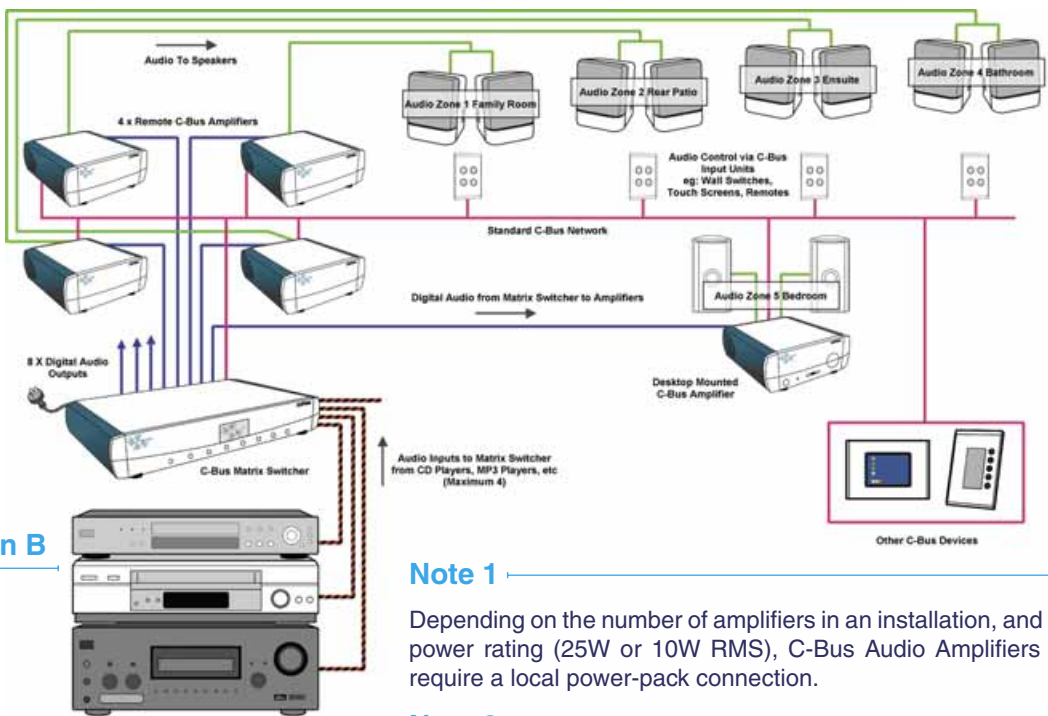 Audio To Speakers
4 x Remote C-Bus Amplifiers
Audio Zone 1 Family Room
Audio Zone 2 Rear Patio
Audio Zone 3 Ensuite
Audio Zone 4 Bathroom
Audio Control via C-Bus
Input Units
eg: Wall Switches,
Touch Screens, Remotes
Standard C-Bus Network
Digital Audio from Matrix Switcher to Amplifiers
Audio Zone 5 Bedroom
8 X Digital Audio
Outputs
Desktop Mounted
C-Bus Amplifier
C-Bus Matrix Switcher
Audio Inputs to Matrix Switcher
from CD Players, MP3 Players, etc
(Maximum 4)
Other C-Bus Devices
n B
Note 1
Depending on the number of amplifiers in an installation, and
power rating (25W or 10W RMS), C-Bus Audio Amplifiers
require a local power-pack connection.